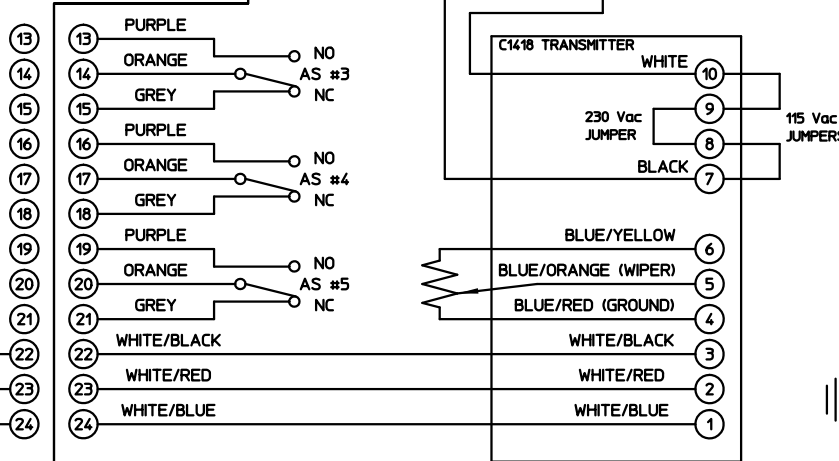 13 13 PURPLE
NO
14 14 ORANGE AS #3
15 15 GREY NC
16 16 PURPLE
NO
17 17 ORANGE AS #4
18 18 GREY NC
19 19 PURPLE
NO
20 20 ORANGE AS #5
21 21 GREY NC
22 22 WHITE/BLACK
23 23 WHITE/RED
24 24 WHITE/BLUE
C1418 TRANSMITTER
WHITE 10
9
230 Vac
JUMPER
8
115 Vac
JUMPERS
BLACK 7
BLUE/YELLOW 6
BLUE/ORANGE (WIPER) 5
BLUE/RED (GROUND) 4
WHITE/BLACK 3
WHITE/RED 2
WHITE/BLUE 1